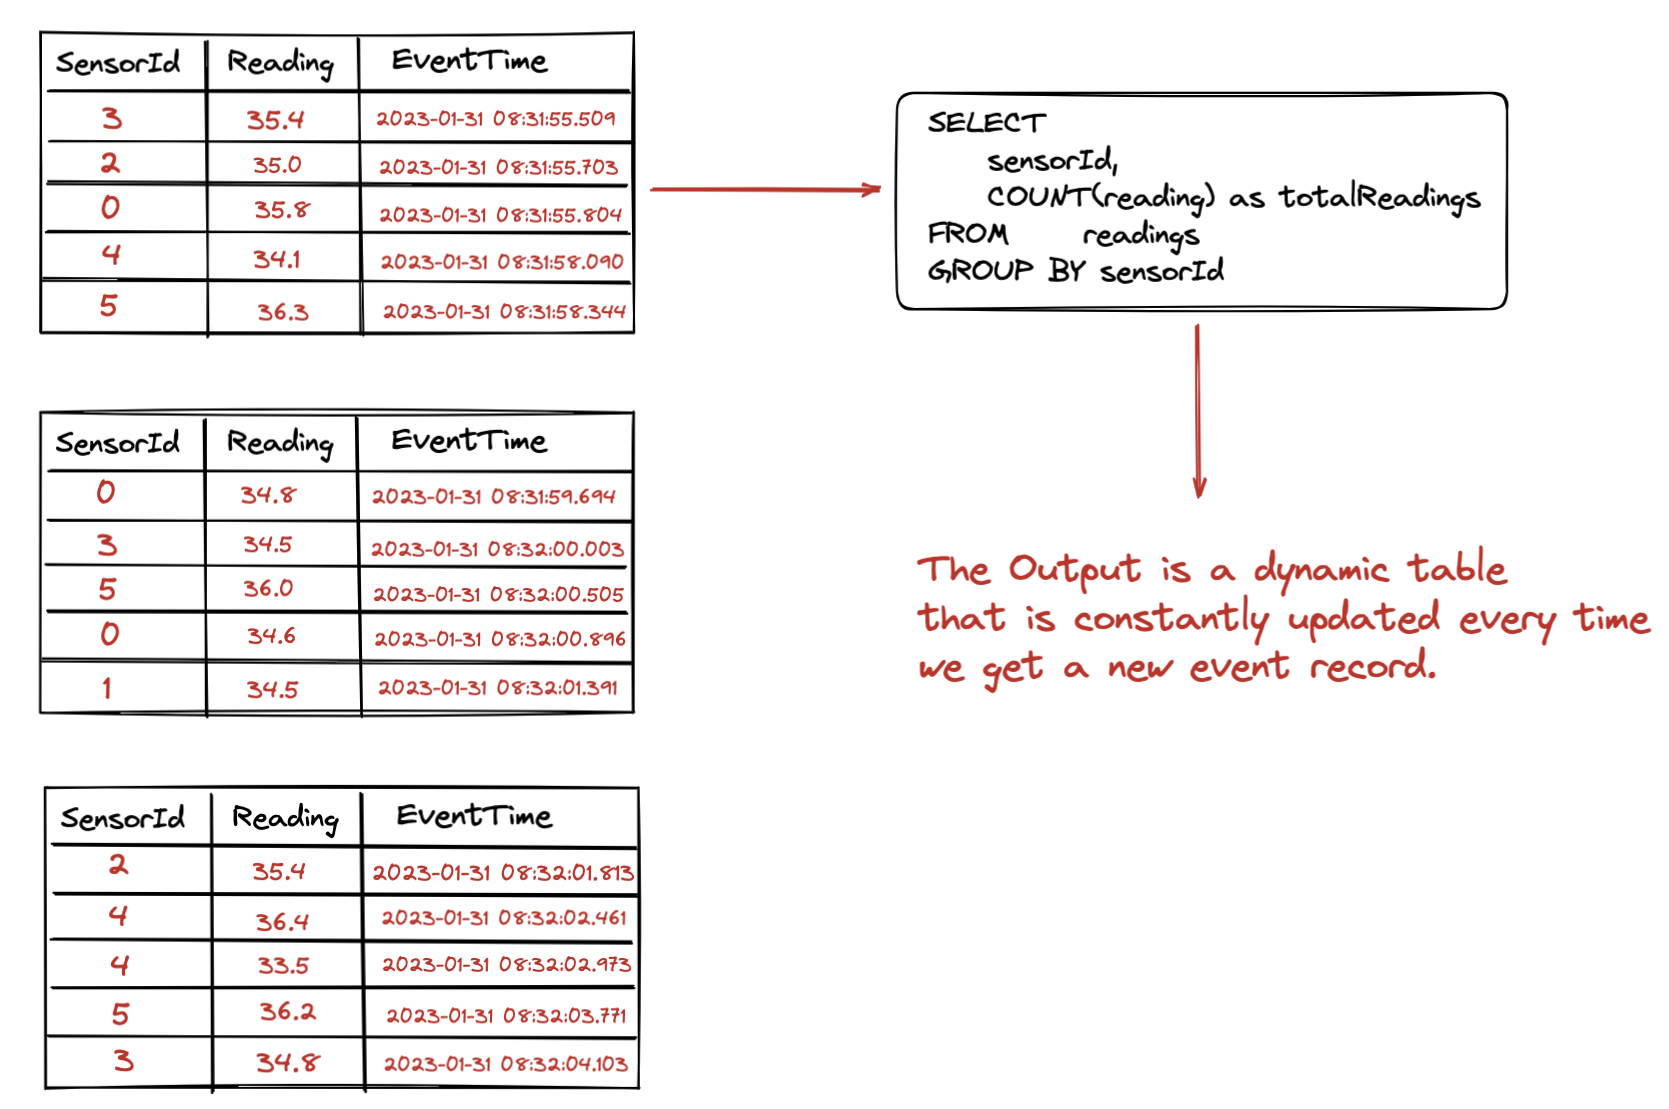 SensorId Reading EventTime
3 35.4 2023-01-31 08:31:55.509
2 35.0 2023-01-31 08:31:55.703
0 35.8 2023-01-31 08:31:55.804
4 34.1 2023-01-31 08:31:58.090
5 36.3 2023-01-31 08:31:58.344
SELECT
sensorId,
COUNT(reading) as totalReadings
FROM readings
GROUP BY sensorId
SensorId Reading EventTime
0 34.8 2023-01-31 08:31:59.694
3 34.5 2023-01-31 08:32:00.003
5 36.0 2023-01-31 08:32:00.505
0 34.6 2023-01-31 08:32:00.896
1 34.5 2023-01-31 08:32:01.391
The Output is a dynamic table
that is constantly updated every time
we get a new event record.
SensorId Reading EventTime
2 35.4 2023-01-31 08:32:01.813
4 36.4 2023-01-31 08:32:02.461
4 33.5 2023-01-31 08:32:02.973
5 36.2 2023-01-31 08:32:03.771
3 34.8 2023-01-31 08:32:04.103